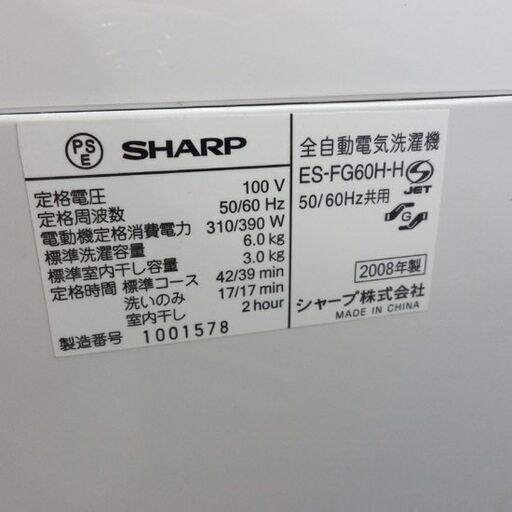 PS E SHARP
定格電圧 100 V
定格周波数 50/60 Hz
電動機定格消費電力 310/390 W
標準洗濯容量 6.0 kg
標準室内干し容量 3.0 kg
定格時間 標準コース 42/39 min
洗いのみ 17/17 min
室内干し 2 hour
製造番号 1001578
全自動電気洗濯機
ES-FG60H-H
JET
50/60Hz共用
SGS
2008年製
シャープ株式会社
MADE IN CHINA